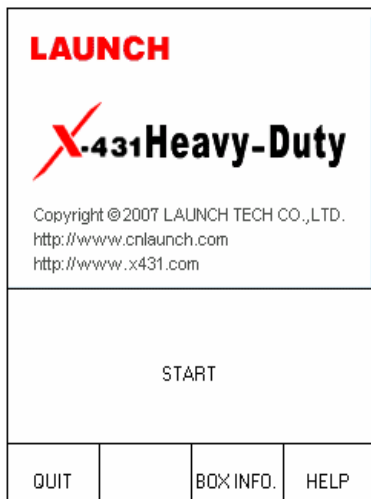 LAUNCH
X-431Heavy-Duty
Copyright ©2007 LAUNCH TECH CO.,LTD.
http://www.cnlaunch.com
http://www.x431.com
START
QUIT BOX INFO. HELP